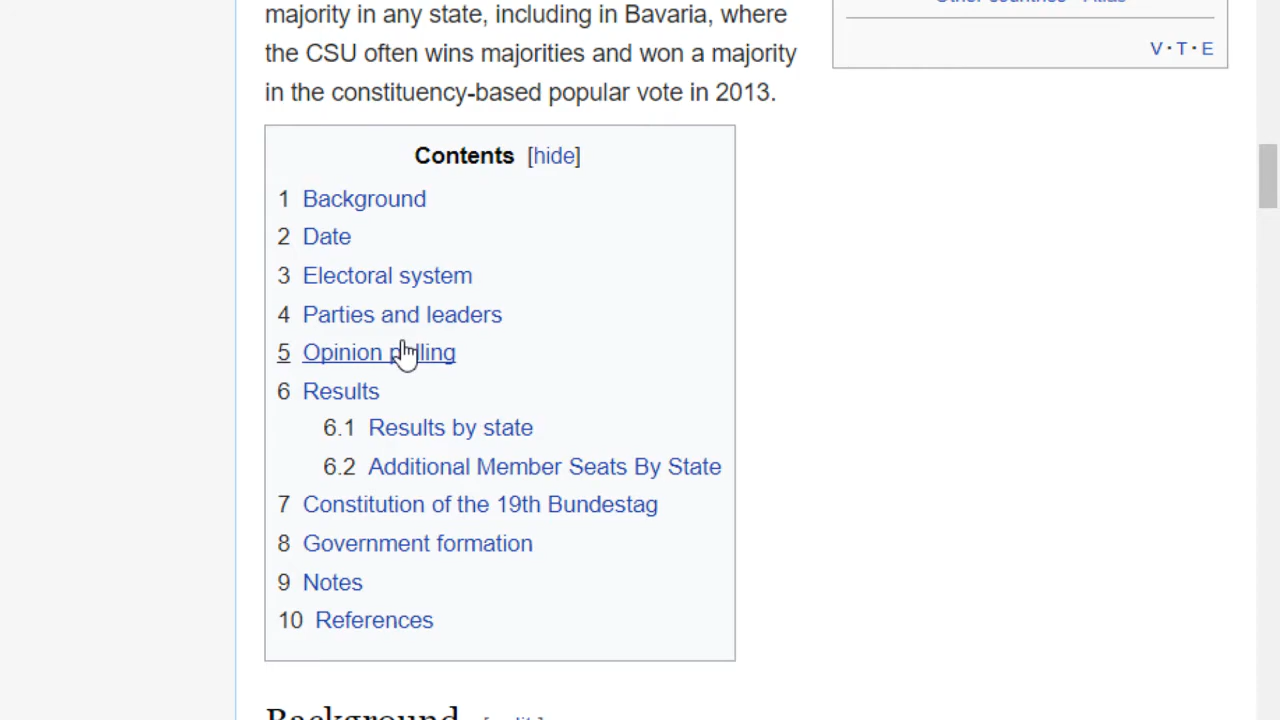 majority in any state, including in Bavaria, where
the CSU often wins majorities and won a majority
in the constituency-based popular vote in 2013.
V · T · E
Contents [hide]
1 Background
2 Date
3 Electoral system
4 Parties and leaders
5 Opinion polling
6 Results
6.1 Results by state
6.2 Additional Member Seats By State
7 Constitution of the 19th Bundestag
8 Government formation
9 Notes
10 References
Background